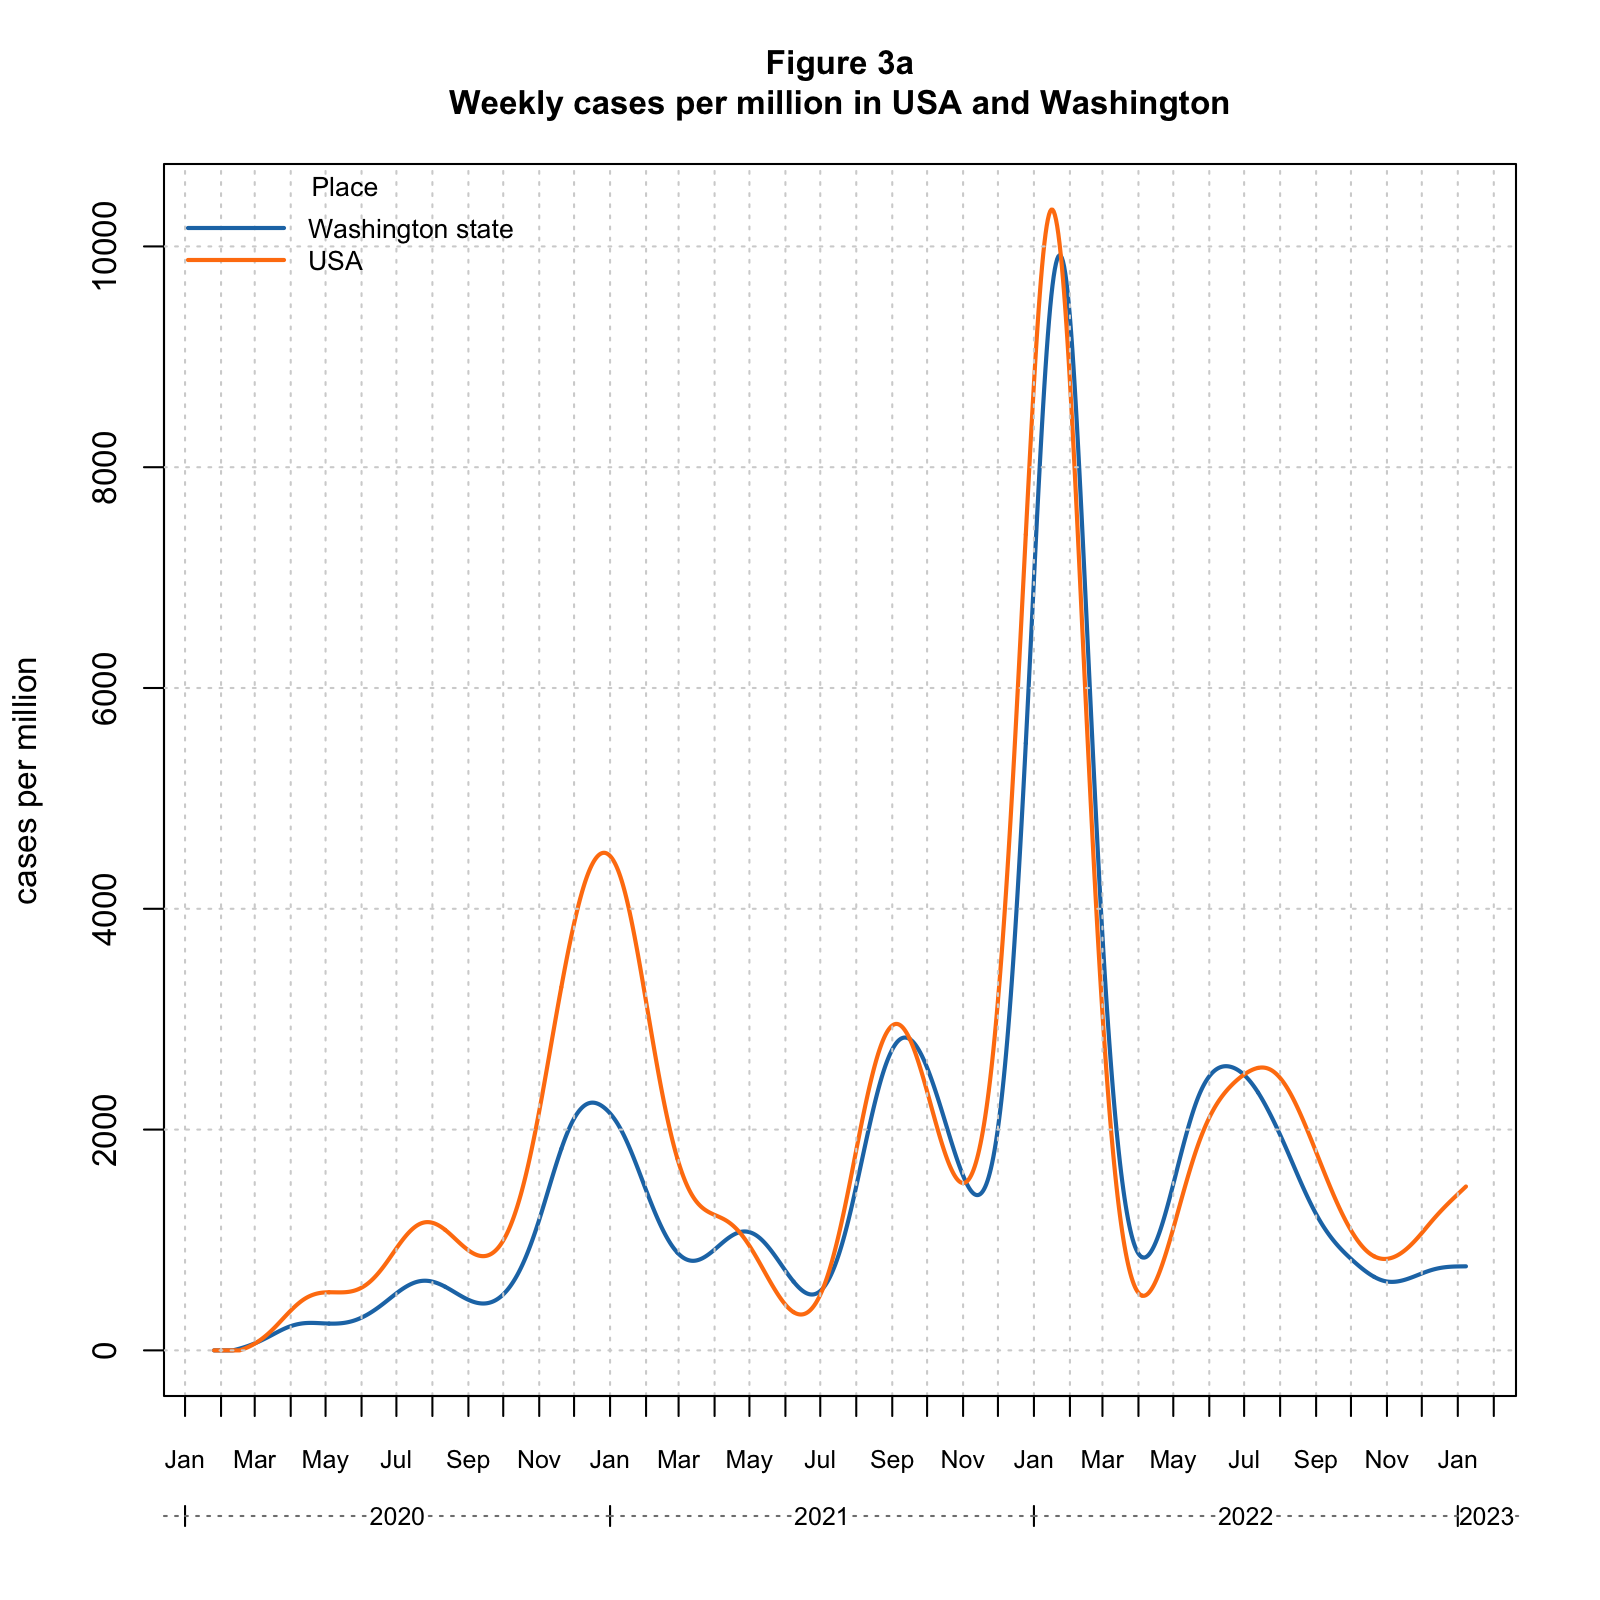 Figure 3a
Weekly cases per million in USA and Washington
Place
Washington state
USA
cases per million
10000
8000
6000
4000
2000
0
Jan Mar May Jul Sep Nov Jan Mar May Jul Sep Nov Jan Mar May Jul Sep Nov Jan
2020 2021 2022 2023